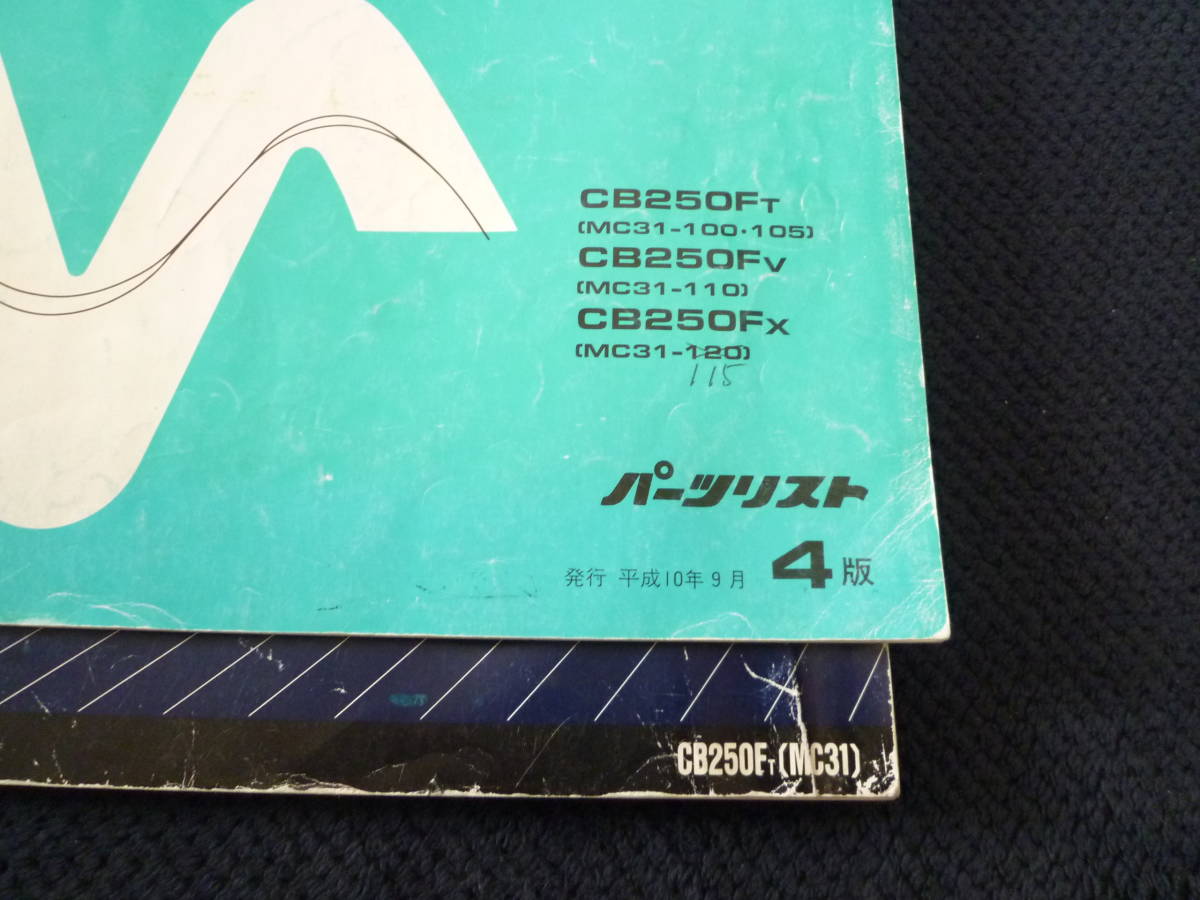 CB250FT
(MC31-100・105)
CB250FV
(MC31-110)
CB250FX
(MC31-120)
115
パーツリスト
発行 平成10年9月 4版
CB250FT(MC31)